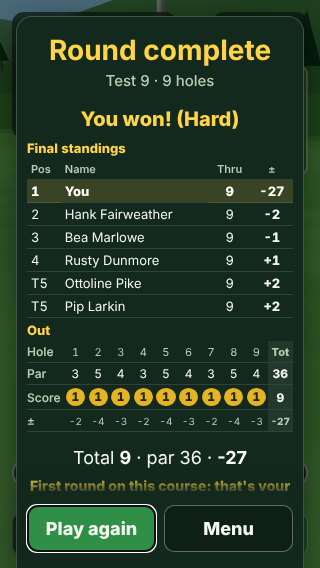 Round complete
Test 9 · 9 holes
You won! (Hard)
Final standings
Pos Name Thru ±
1 You 9 -27
2 Hank Fairweather 9 -2
3 Bea Marlowe 9 -1
4 Rusty Dunmore 9 +1
T5 Ottoline Pike 9 +2
T5 Pip Larkin 9 +2
Out
Hole 1 2 3 4 5 6 7 8 9 Tot
Par 3 5 4 3 5 4 3 5 4 36
Score 1 1 1 1 1 1 1 1 1 9
± -2 -4 -3 -2 -4 -3 -2 -4 -3 -27
Total 9 · par 36 · -27
First round on this course: that's your
Play again Menu